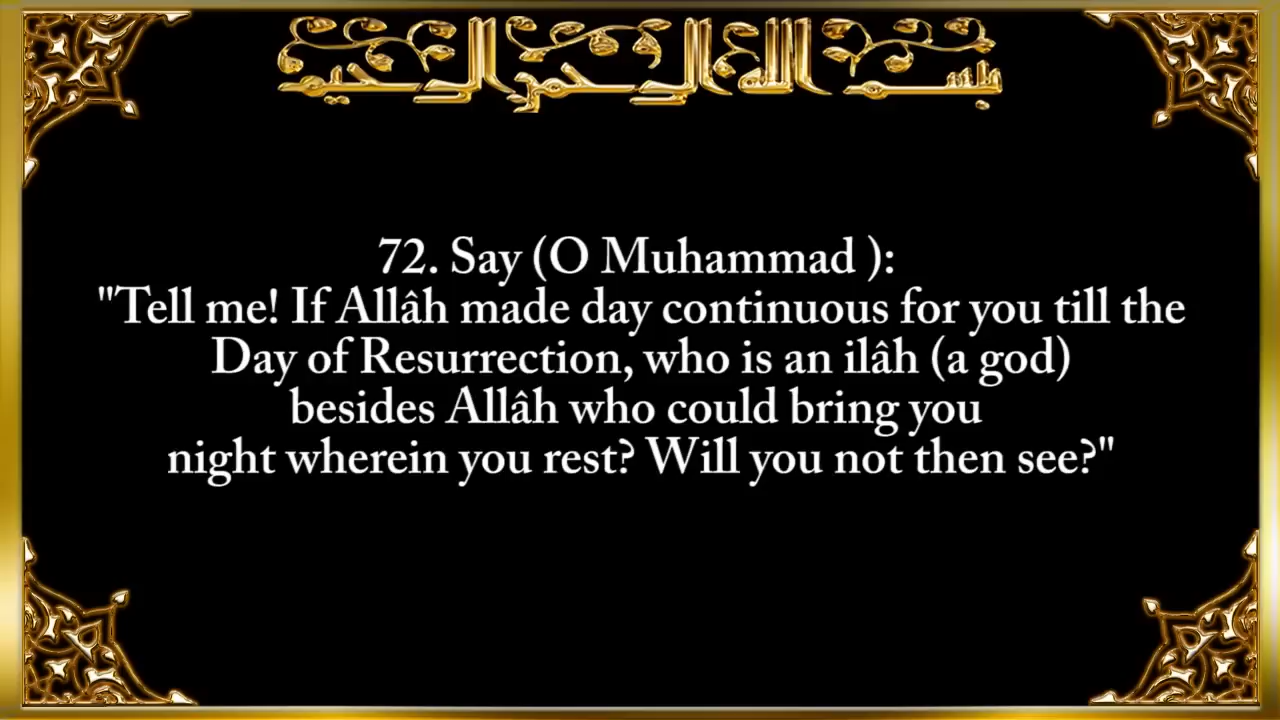 بسم الله الرحمن الرحيم
72. Say (O Muhammad ):
"Tell me! If Allâh made day continuous for you till the
Day of Resurrection, who is an ilâh (a god)
besides Allâh who could bring you
night wherein you rest? Will you not then see?"